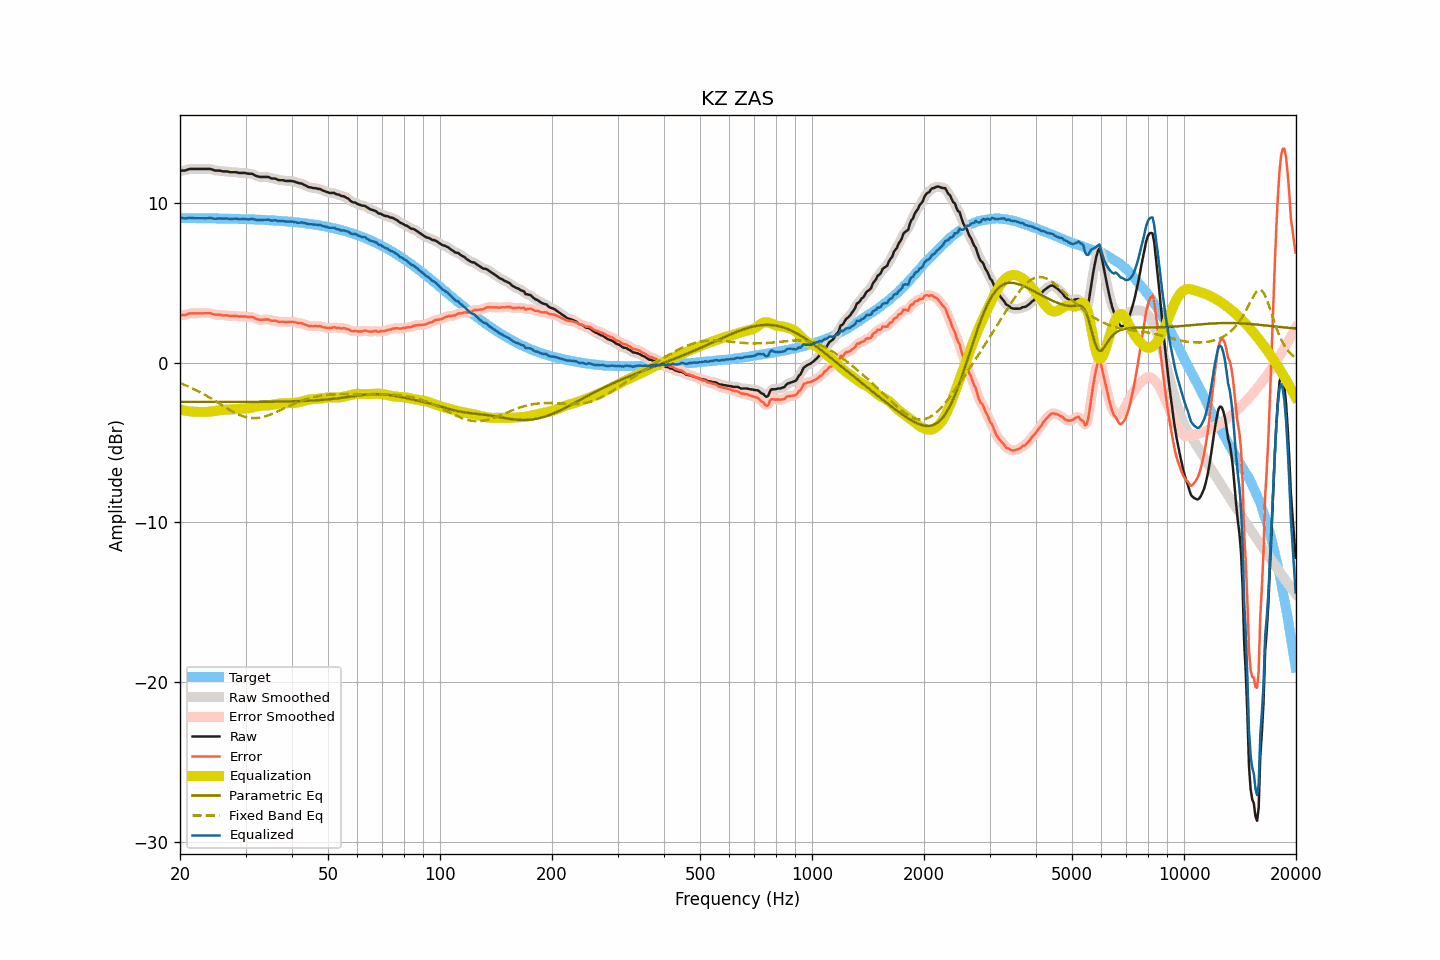 KZ ZAS
Amplitude (dBr)
10
0
−10
−20
−30
Target
Raw Smoothed
Error Smoothed
Raw
Error
Equalization
Parametric Eq
Fixed Band Eq
Equalized
20 50 100 200 500 1000 2000 5000 10000 20000
Frequency (Hz)